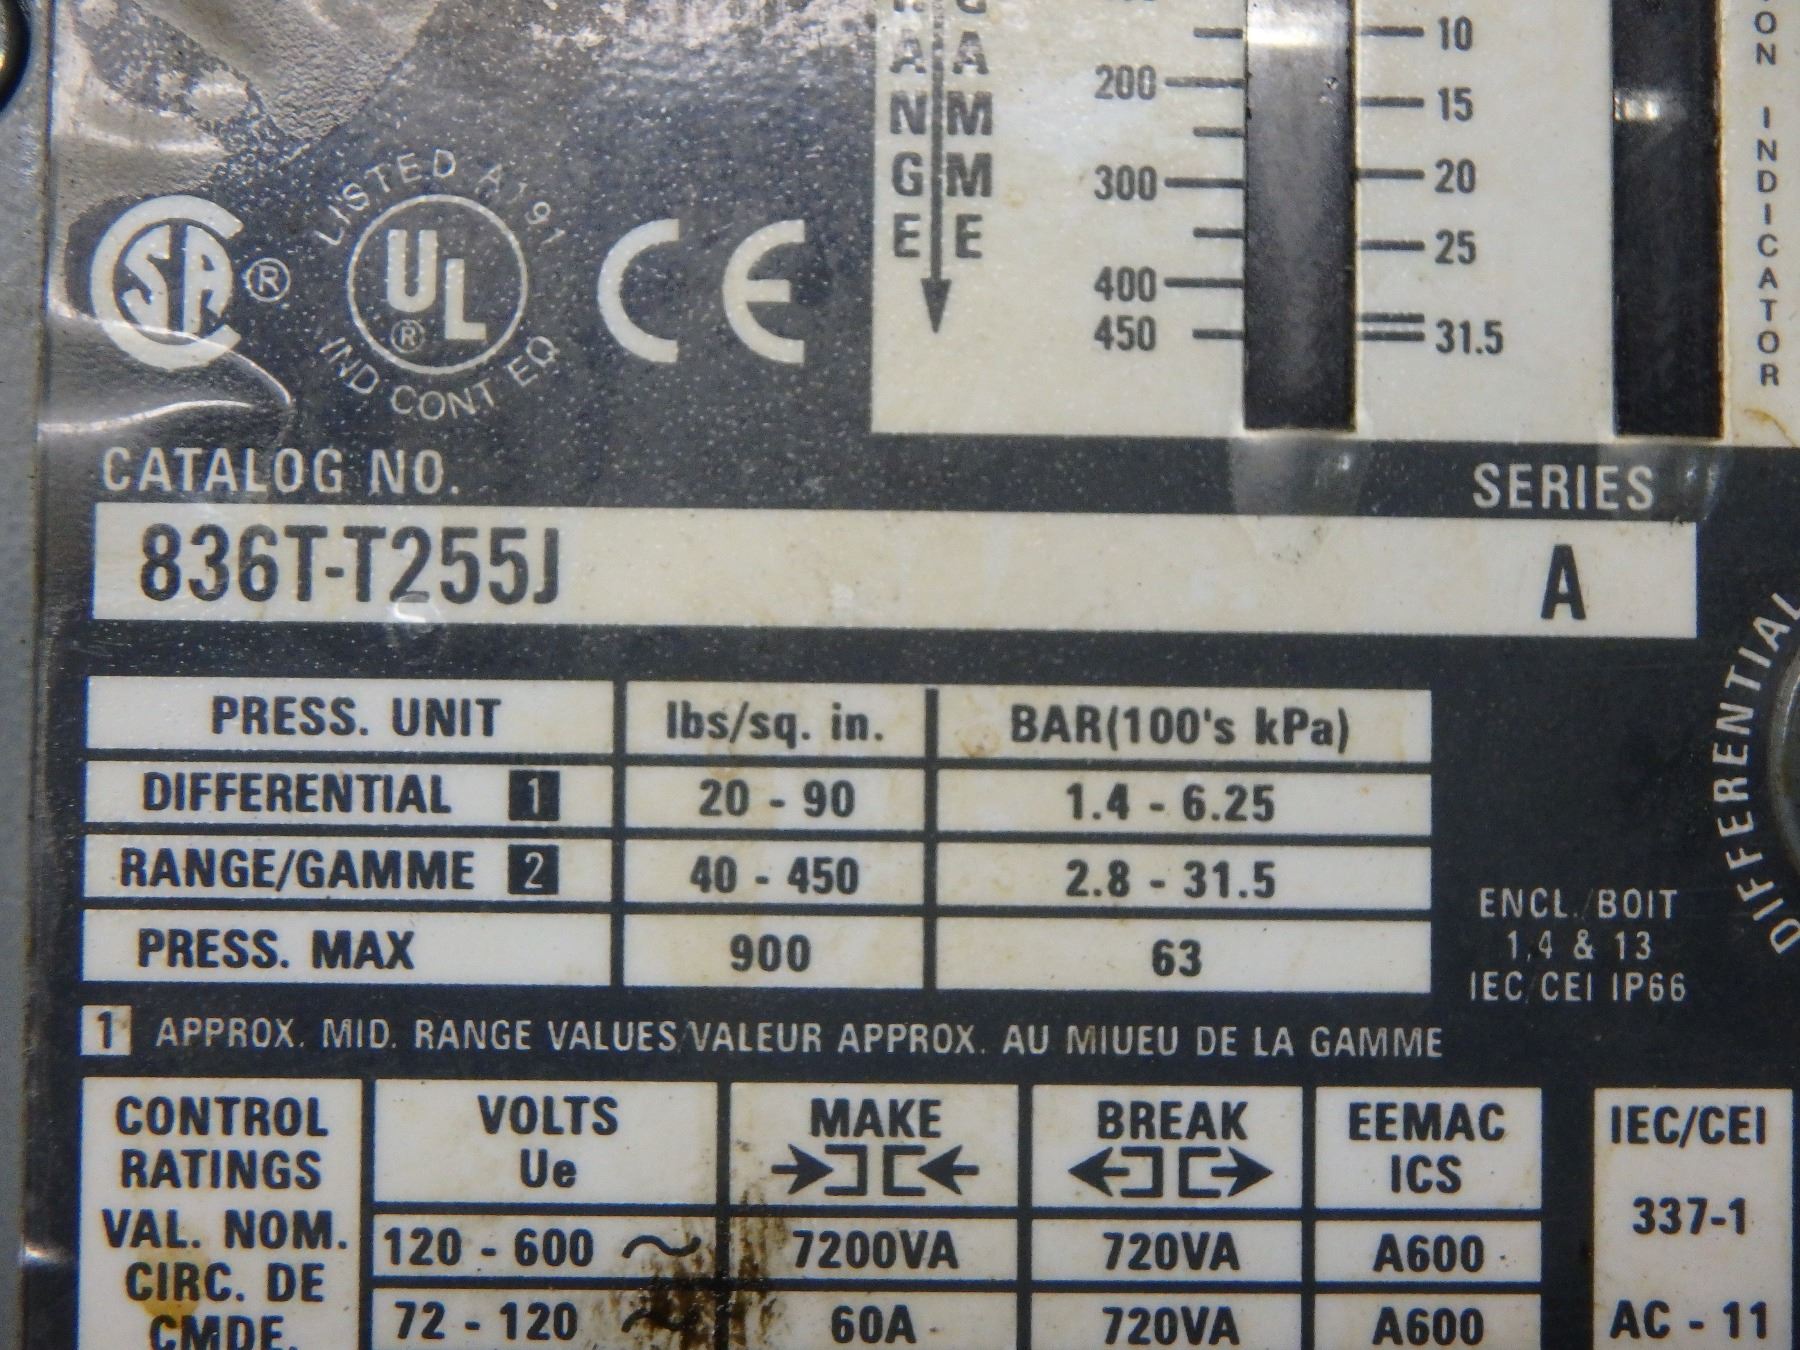 RANGE GAMME
10
200
15
300
20
25
400
450
31.5
ON INDICATOR
LISTED A191
SA ®
UL ®
CE
IND CONT EQ
CATALOG NO.
SERIES
836T-T255J A
DIFFERENTIAL
PRESS. UNIT lbs/sq. in. BAR(100's kPa)
DIFFERENTIAL 1 20 - 90 1.4 - 6.25
RANGE/GAMME 2 40 - 450 2.8 - 31.5
PRESS. MAX 900 63
ENCL./BOIT
1,4 & 13
IEC/CEI IP66
1 APPROX. MID. RANGE VALUES/VALEUR APPROX. AU MIUEU DE LA GAMME
CONTROL
RATINGS
VAL. NOM.
CIRC. DE
CMDE.
VOLTS
Ue
MAKE
BREAK
EEMAC
ICS
120 - 600 ~ 7200VA 720VA A600
72 - 120 ~ 60A 720VA A600
IEC/CEI
337-1
AC - 11